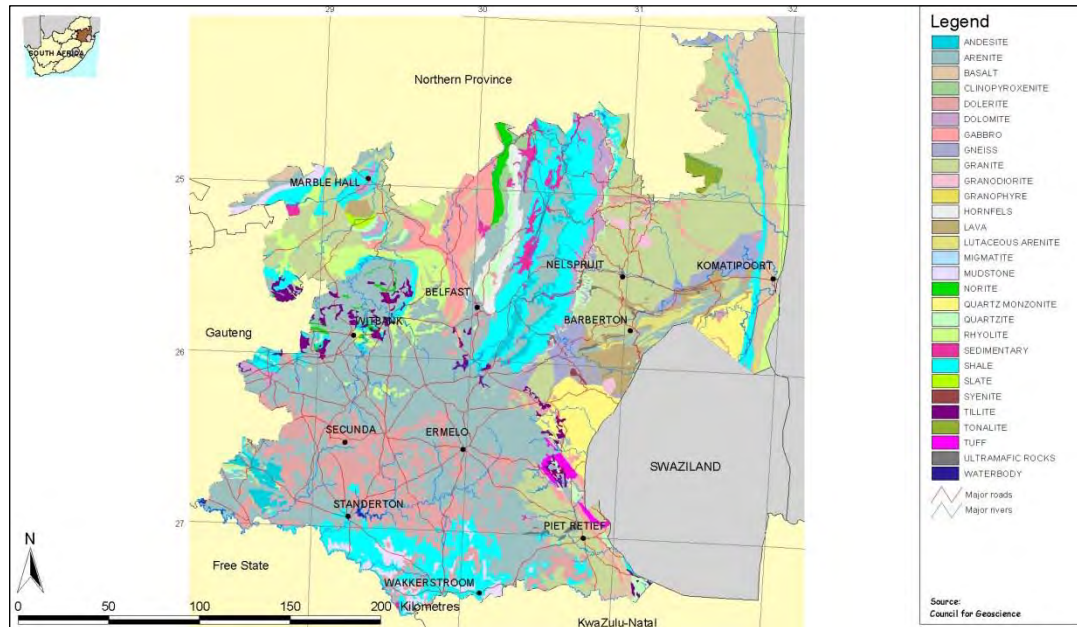 29
30
31
32
SOUTH AFRICA
Northern Province
25
MARBLE HALL
NELSPRUIT
KOMATIPOORT
BELFAST
BARBERTON
Gauteng
WITBANK
26
SECUNDA
ERMELO
SWAZILAND
STANDERTON
27
PIET RETIEF
N
Free State
WAKKERSTROOM
0 50 100 150 200 Kilometres
KwaZulu-Natal
Legend
ANDESITE
ARENITE
BASALT
CLINOPYROXENITE
DOLERITE
DOLOMITE
GABBRO
GNEISS
GRANITE
GRANODIORITE
GRANOPHYRE
HORNFELS
LAVA
LUTACEOUS ARENITE
MIGMATITE
MUDSTONE
NORITE
QUARTZ MONZONITE
QUARTZITE
RHYOLITE
SEDIMENTARY
SHALE
SLATE
SYENITE
TILLITE
TONALITE
TUFF
ULTRAMAFIC ROCKS
WATERBODY
Major roads
Major rivers
Source:
Council for Geoscience
29
30
31
32